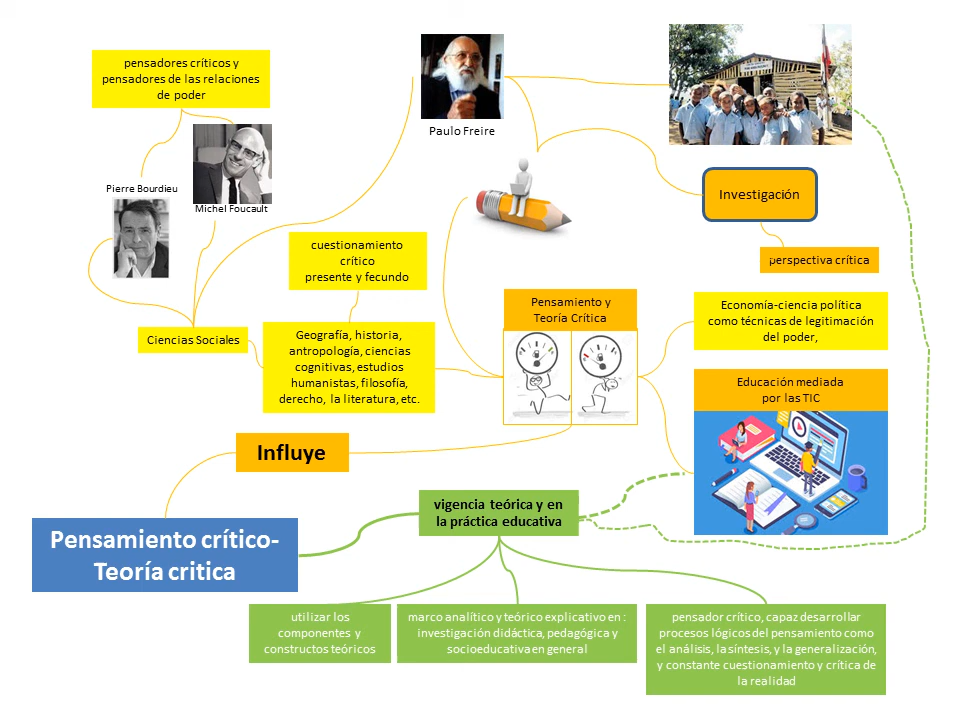 pensadores críticos y
pensadores de las relaciones
de poder
Paulo Freire
Pierre Bourdieu
Michel Foucault
Investigación
perspectiva crítica
cuestionamiento
crítico
presente y fecundo
Pensamiento y
Teoría Crítica
Economía-ciencia política
como técnicas de legitimación
del poder,
Ciencias Sociales
Geografía, historia,
antropología, ciencias
cognitivas, estudios
humanistas, filosofía,
derecho, la literatura, etc.
Educación mediada
por las TIC
Influye
vigencia teórica y en
la práctica educativa
Pensamiento crítico-
Teoría critica
utilizar los
componentes y
constructos teóricos
marco analítico y teórico explicativo en :
investigación didáctica, pedagógica y
socioeducativa en general
pensador crítico, capaz desarrollar
procesos lógicos del pensamiento como
el análisis, la síntesis, y la generalización,
y constante cuestionamiento y crítica de
la realidad